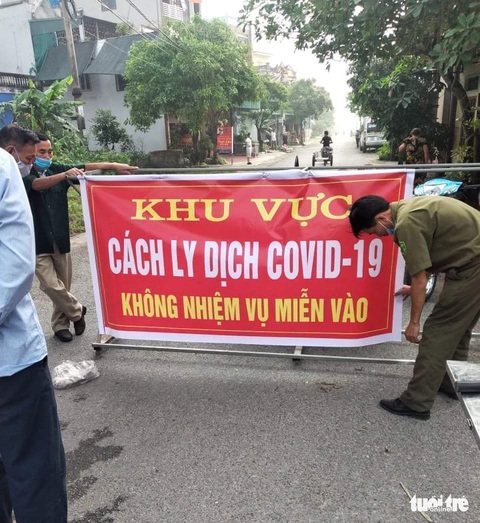 KHU VỰC
CÁCH LY DỊCH COVID-19
KHÔNG NHIỆM VỤ MIỄN VÀO
tuổi trẻ